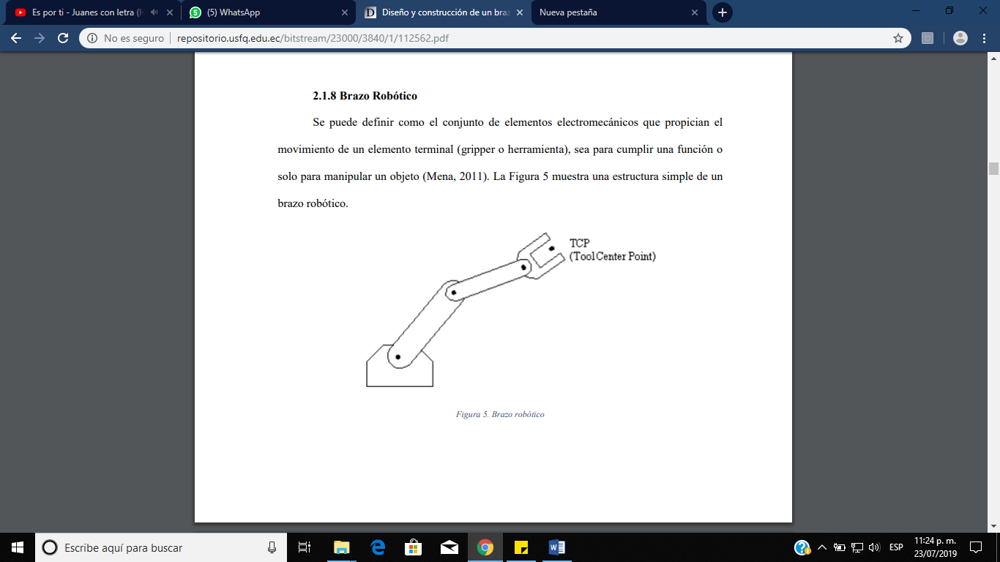 Es por ti - Juanes con letra (H
(5) WhatsApp
Diseño y construcción de un braz
Nueva pestaña
No es seguro
repositorio.usfq.edu.ec/bitstream/23000/3840/1/112562.pdf
2.1.8 Brazo Robótico
Se puede definir como el conjunto de elementos electromecánicos que propician el
movimiento de un elemento terminal (gripper o herramienta), sea para cumplir una función o
solo para manipular un objeto (Mena, 2011). La Figura 5 muestra una estructura simple de un
brazo robótico.
TCP
(Tool Center Point)
Figura 5. Brazo robótico
Escribe aquí para buscar
ESP
11:24 p. m.
23/07/2019